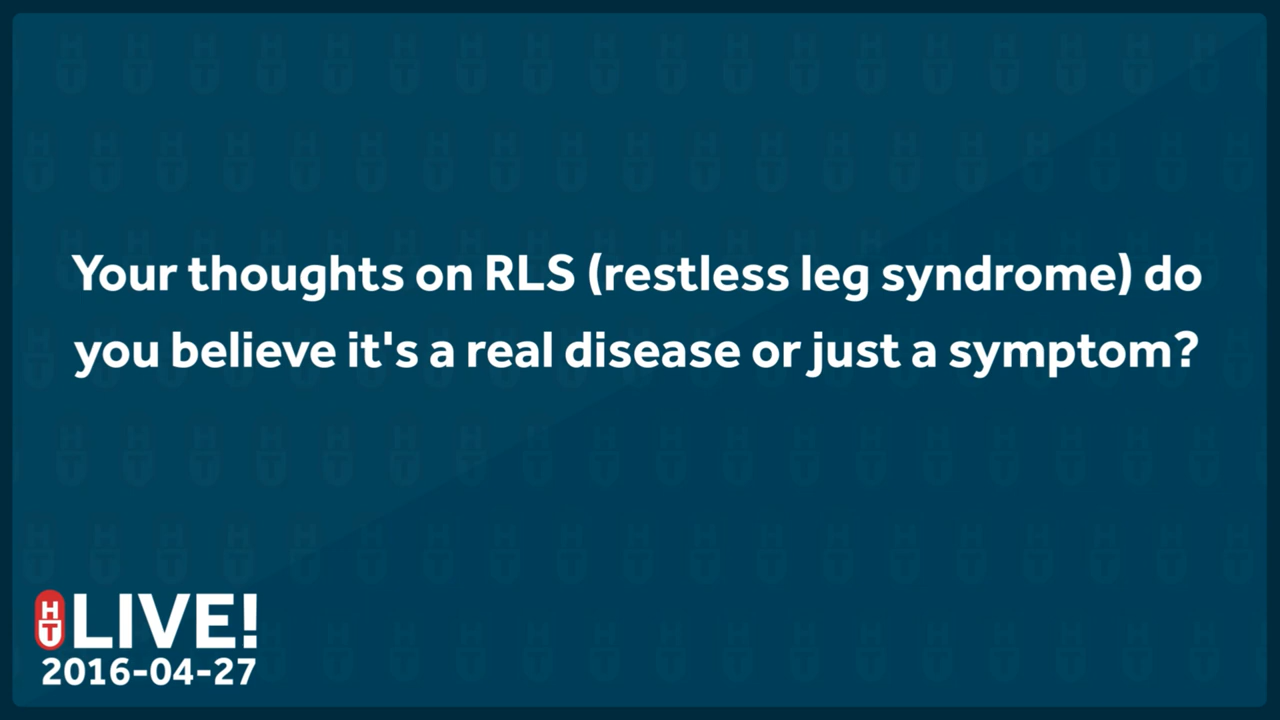 Your thoughts on RLS (restless leg syndrome) do
you believe it's a real disease or just a symptom?
HT LIVE!
2016-04-27